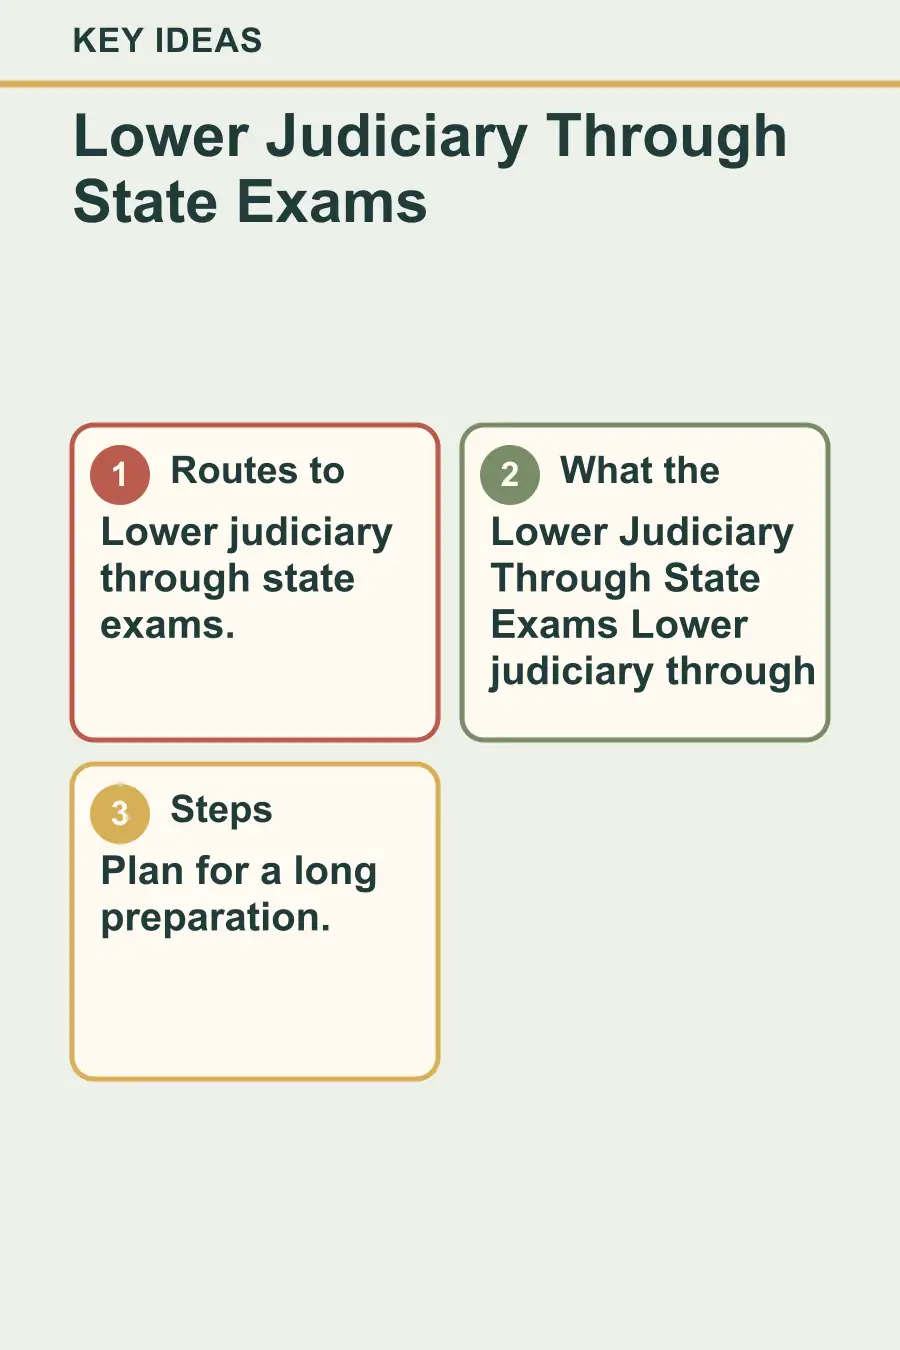 KEY IDEAS
Lower Judiciary Through
State Exams
1 Routes to
Lower judiciary
through state
exams.
2 What the
Lower Judiciary
Through State
Exams Lower
judiciary through
3 Steps
Plan for a long
preparation.